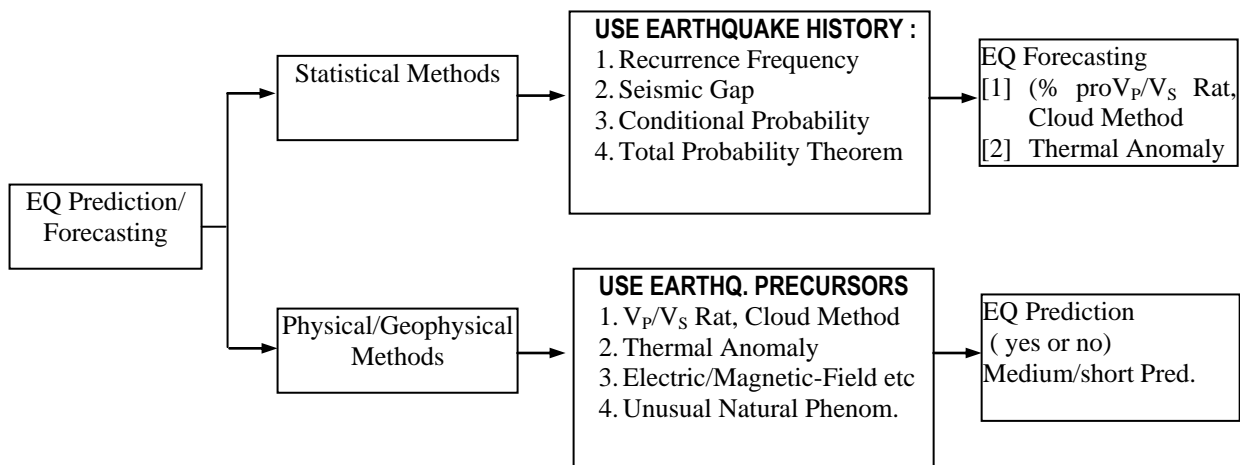 EQ Prediction/
Forecasting
Statistical Methods
USE EARTHQUAKE HISTORY :
1. Recurrence Frequency
2. Seismic Gap
3. Conditional Probability
4. Total Probability Theorem
EQ Forecasting
[1] (% proVP/VS Rat,
Cloud Method
[2] Thermal Anomaly
Physical/Geophysical
Methods
USE EARTHQ. PRECURSORS
1. VP/VS Rat, Cloud Method
2. Thermal Anomaly
3. Electric/Magnetic-Field etc
4. Unusual Natural Phenom.
EQ Prediction
( yes or no)
Medium/short Pred.